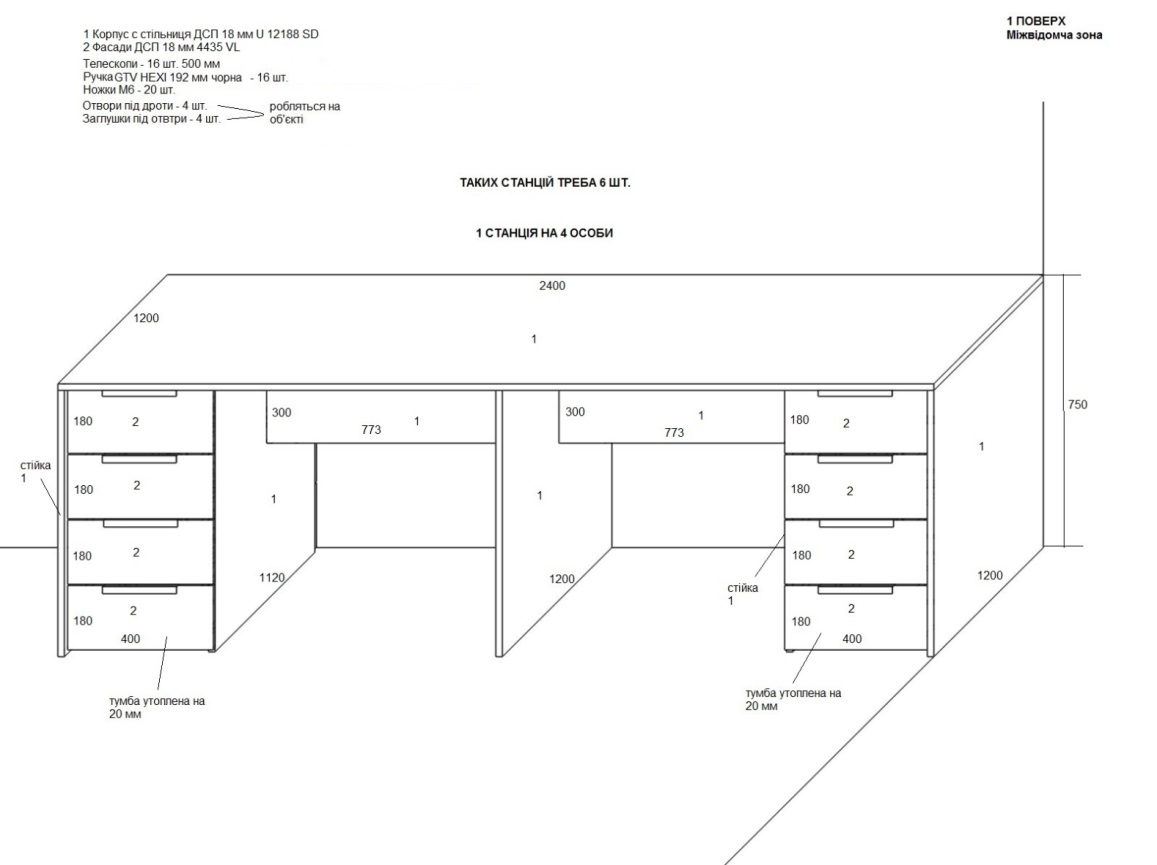 1 ПОВЕРХ
Міжвідомча зона
1 Корпус с стільниця ДСП 18 мм U 12188 SD
2 Фасади ДСП 18 мм 4435 VL
Телескопи - 16 шт. 500 мм
Ручка GTV HEXI 192 мм чорна - 16 шт.
Ножки М6 - 20 шт.
Отвори під дроти - 4 шт.
Заглушки під отвтри - 4 шт.
робляться на
об'єкті
ТАКИХ СТАНЦІЙ ТРЕБА 6 ШТ.
1 СТАНЦІЯ НА 4 ОСОБИ
2400
1200
1
750
180 2
300 1
773
300 1
773
180 2
1
стійка
1
180 2
1
1
180 2
180 2
180 2
1120
1200
1200
стійка
1
180 2
400
180 2
400
тумба утоплена на
20 мм
тумба утоплена на
20 мм